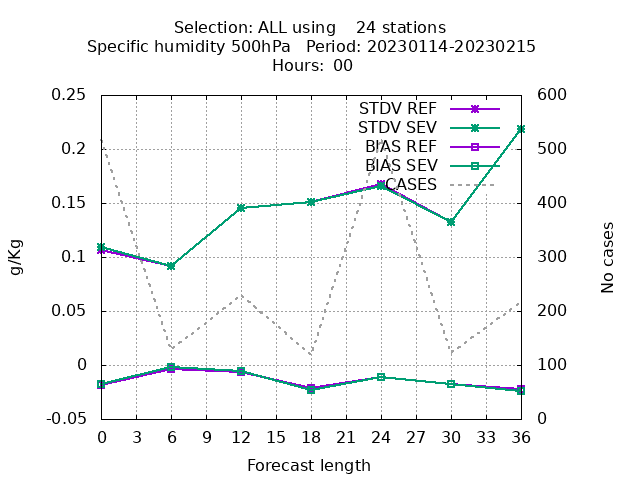 Selection: ALL using    24 stations
Specific humidity 500hPa   Period: 20230114-20230215
Hours:  00
0.25
0.2
0.15
0.1
0.05
0
-0.05
g/Kg
STDV REF
STDV SEV
BIAS REF
BIAS SEV
CASES
600
500
400
300
200
100
0
No cases
0 3 6 9 12 15 18 21 24 27 30 33 36
Forecast length